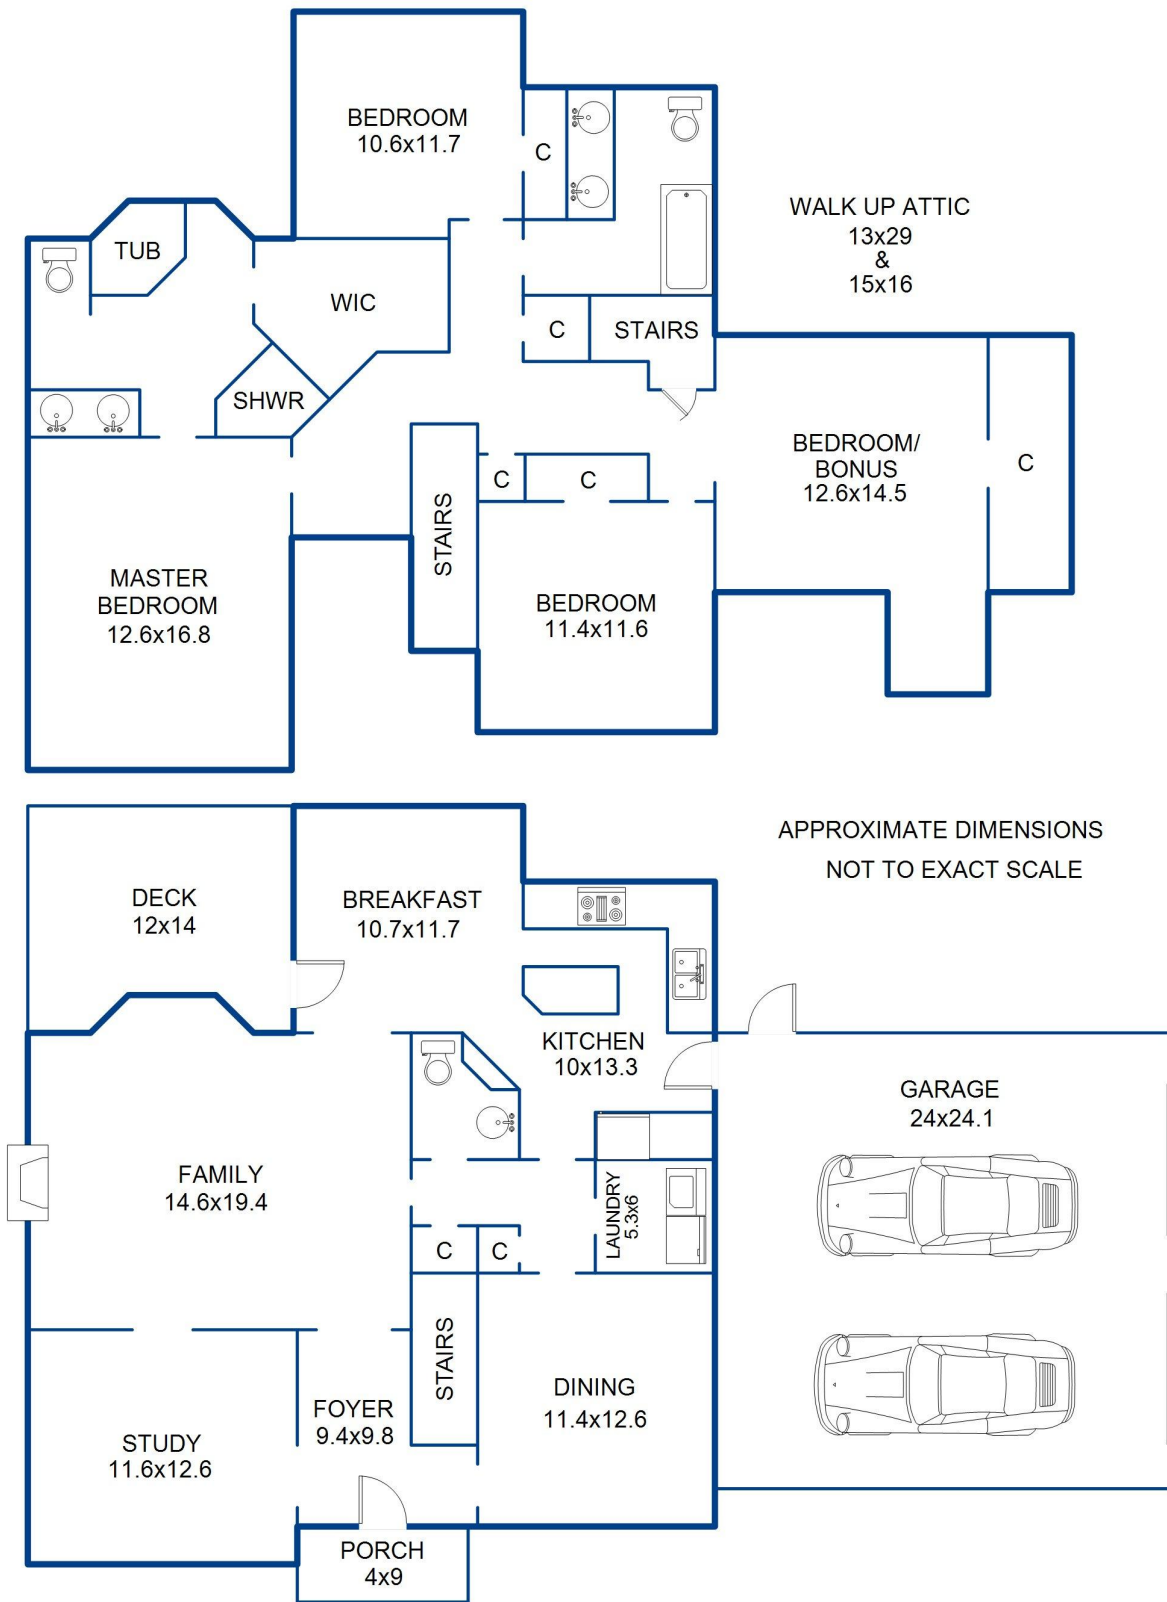 BEDROOM
10.6x11.7
C
WALK UP ATTIC
13x29
&
15x16
TUB
WIC
C
STAIRS
SHWR
BEDROOM/
BONUS
12.6x14.5
C
C
C
STAIRS
MASTER
BEDROOM
12.6x16.8
BEDROOM
11.4x11.6
APPROXIMATE DIMENSIONS
NOT TO EXACT SCALE
DECK
12x14
BREAKFAST
10.7x11.7
KITCHEN
10x13.3
GARAGE
24x24.1
FAMILY
14.6x19.4
LAUNDRY
5.3x6
C
C
STAIRS
DINING
11.4x12.6
FOYER
9.4x9.8
STUDY
11.6x12.6
PORCH
4x9